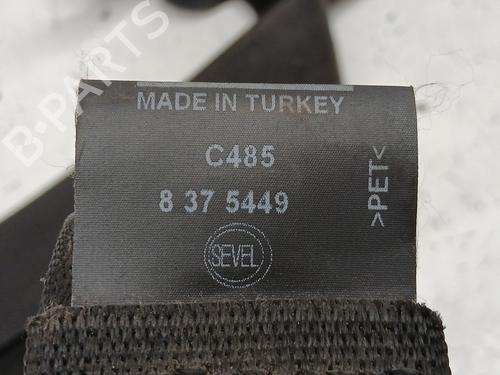 B-PARTS
MADE IN TURKEY
C485
8 37 5449
SEVEL
>PET<